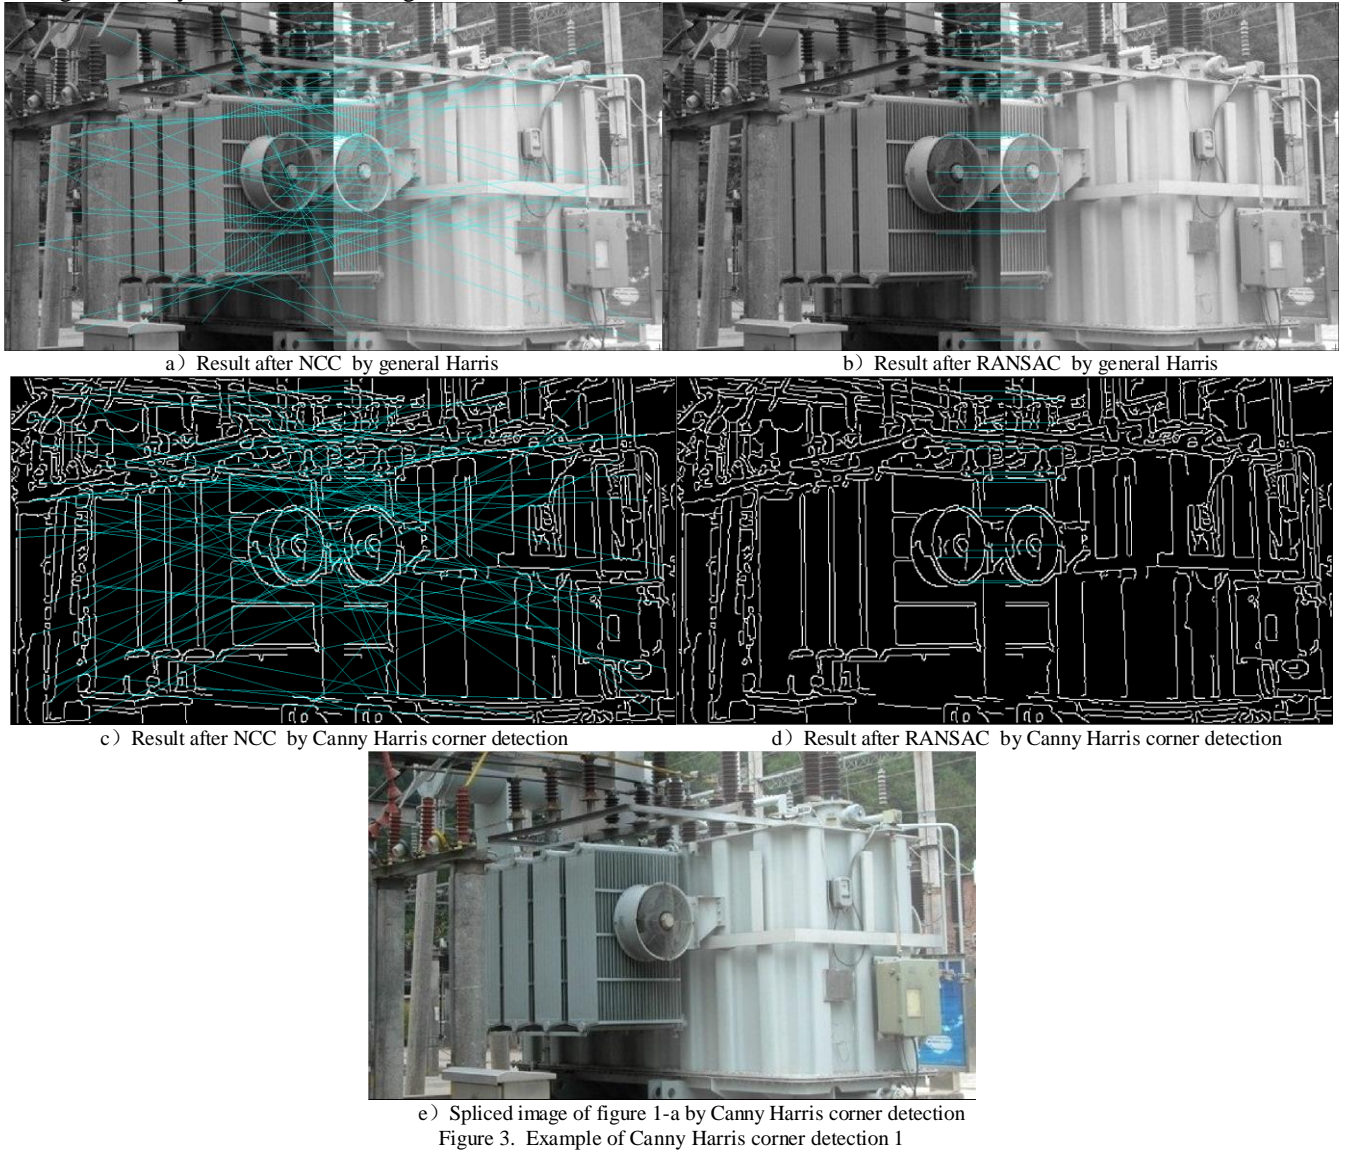 a）Result after NCC by general Harris
b）Result after RANSAC by general Harris
c）Result after NCC by Canny Harris corner detection
d）Result after RANSAC by Canny Harris corner detection
e）Spliced image of figure 1-a by Canny Harris corner detection
Figure 3. Example of Canny Harris corner detection 1